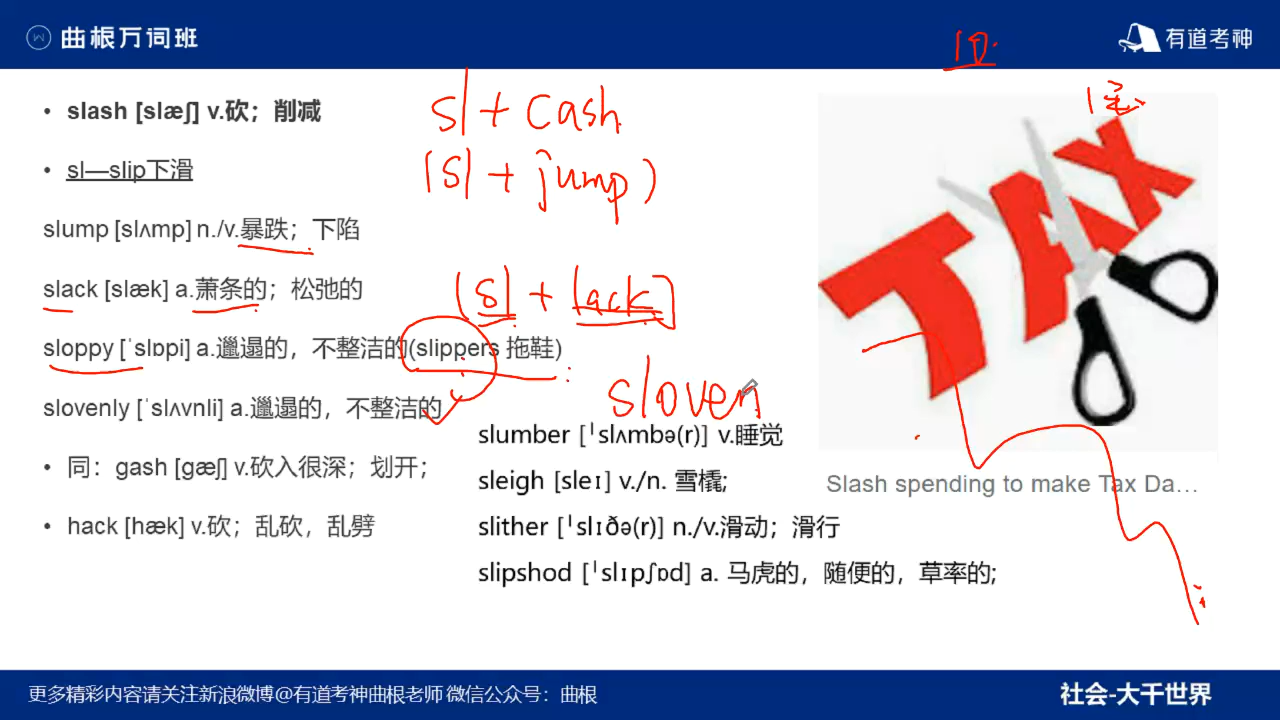 曲根万词班
有道考神
slash [slæʃ] v.砍；削减
sl + cash
sl—slip下滑
(sl + jump)
slump [slʌmp] n./v.暴跌；下陷
slack [slæk] a.萧条的；松弛的
(sl + lack)
sloppy [ˈslɒpi] a.邋遢的，不整洁的(slippers 拖鞋)
sloven
slovenly [ˈslʌvnli] a.邋遢的，不整洁的
同：gash [gæʃ] v.砍入很深；划开；
hack [hæk] v.砍；乱砍，乱劈
slumber [ˈslʌmbə(r)] v.睡觉
sleigh [sleɪ] v./n. 雪橇;
slither [ˈslɪðə(r)] n./v.滑动；滑行
slipshod [ˈslɪpʃɒd] a. 马虎的，随便的，草率的;
TAX
Slash spending to make Tax Da…
更多精彩内容请关注新浪微博@有道考神曲根老师 微信公众号：曲根
社会-大千世界